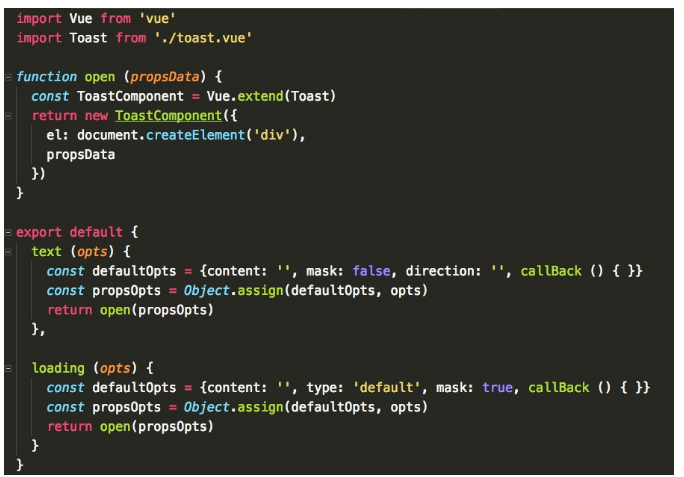 import Vue from 'vue'
import Toast from './toast.vue'
function open (propsData) {
const ToastComponent = Vue.extend(Toast)
return new ToastComponent({
el: document.createElement('div'),
propsData
})
}
export default {
text (opts) {
const defaultOpts = {content: '', mask: false, direction: '', callBack () { }}
const propsOpts = Object.assign(defaultOpts, opts)
return open(propsOpts)
},
loading (opts) {
const defaultOpts = {content: '', type: 'default', mask: true, callBack () { }}
const propsOpts = Object.assign(defaultOpts, opts)
return open(propsOpts)
}
}